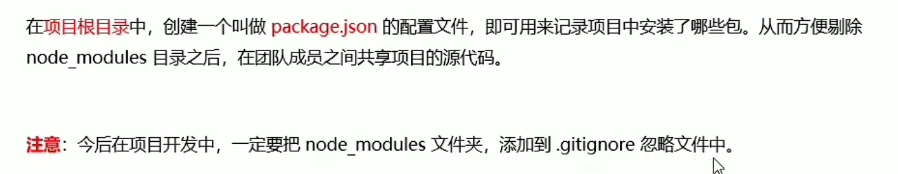 在项目根目录中，创建一个叫做 package.json 的配置文件，即可用来记录项目中安装了哪些包。从而方便剔除
node_modules 目录之后，在团队成员之间共享项目的源代码。
注意：今后在项目开发中，一定要把 node_modules 文件夹，添加到 .gitignore 忽略文件中。